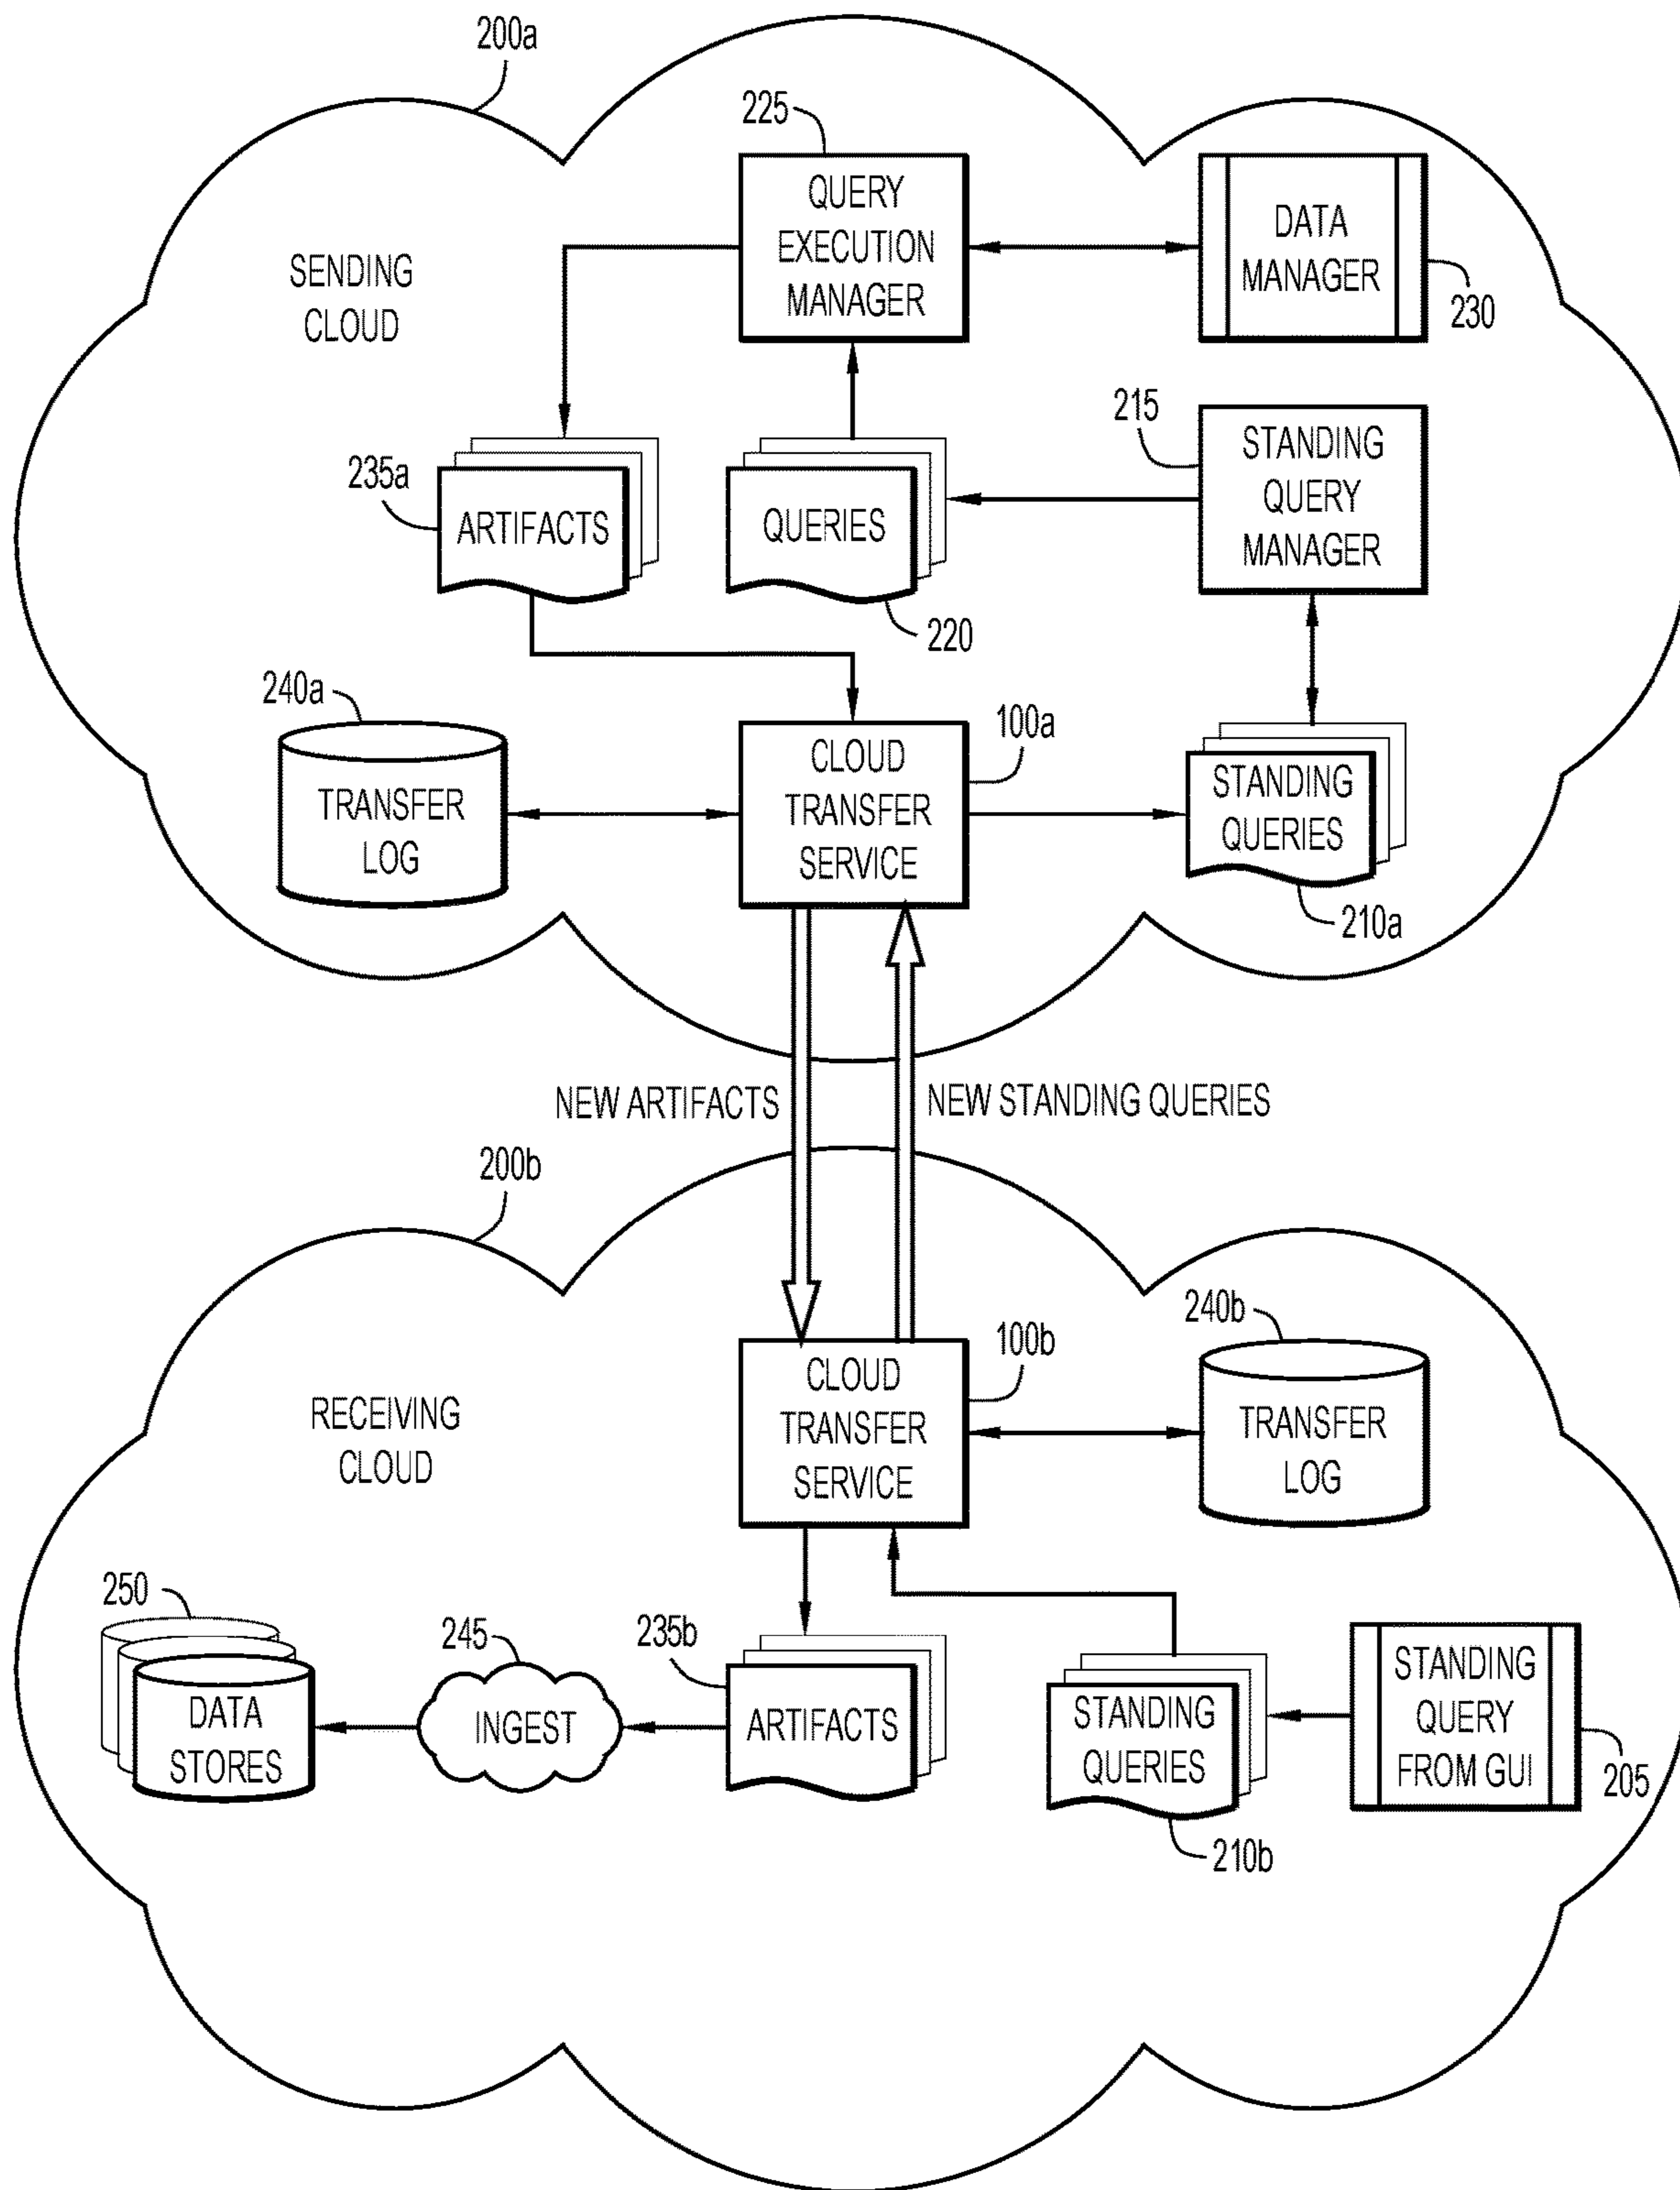 200a
225
QUERY
EXECUTION
MANAGER
DATA
MANAGER
230
SENDING
CLOUD
215
STANDING
QUERY
MANAGER
235a
ARTIFACTS
QUERIES
220
240a
TRANSFER
LOG
100a
CLOUD
TRANSFER
SERVICE
STANDING
QUERIES
210a
NEW ARTIFACTS
NEW STANDING QUERIES
200b
240b
100b
CLOUD
TRANSFER
SERVICE
TRANSFER
LOG
RECEIVING
CLOUD
250
DATA
STORES
245
INGEST
235b
ARTIFACTS
STANDING
QUERIES
210b
STANDING
QUERY
FROM GUI
205